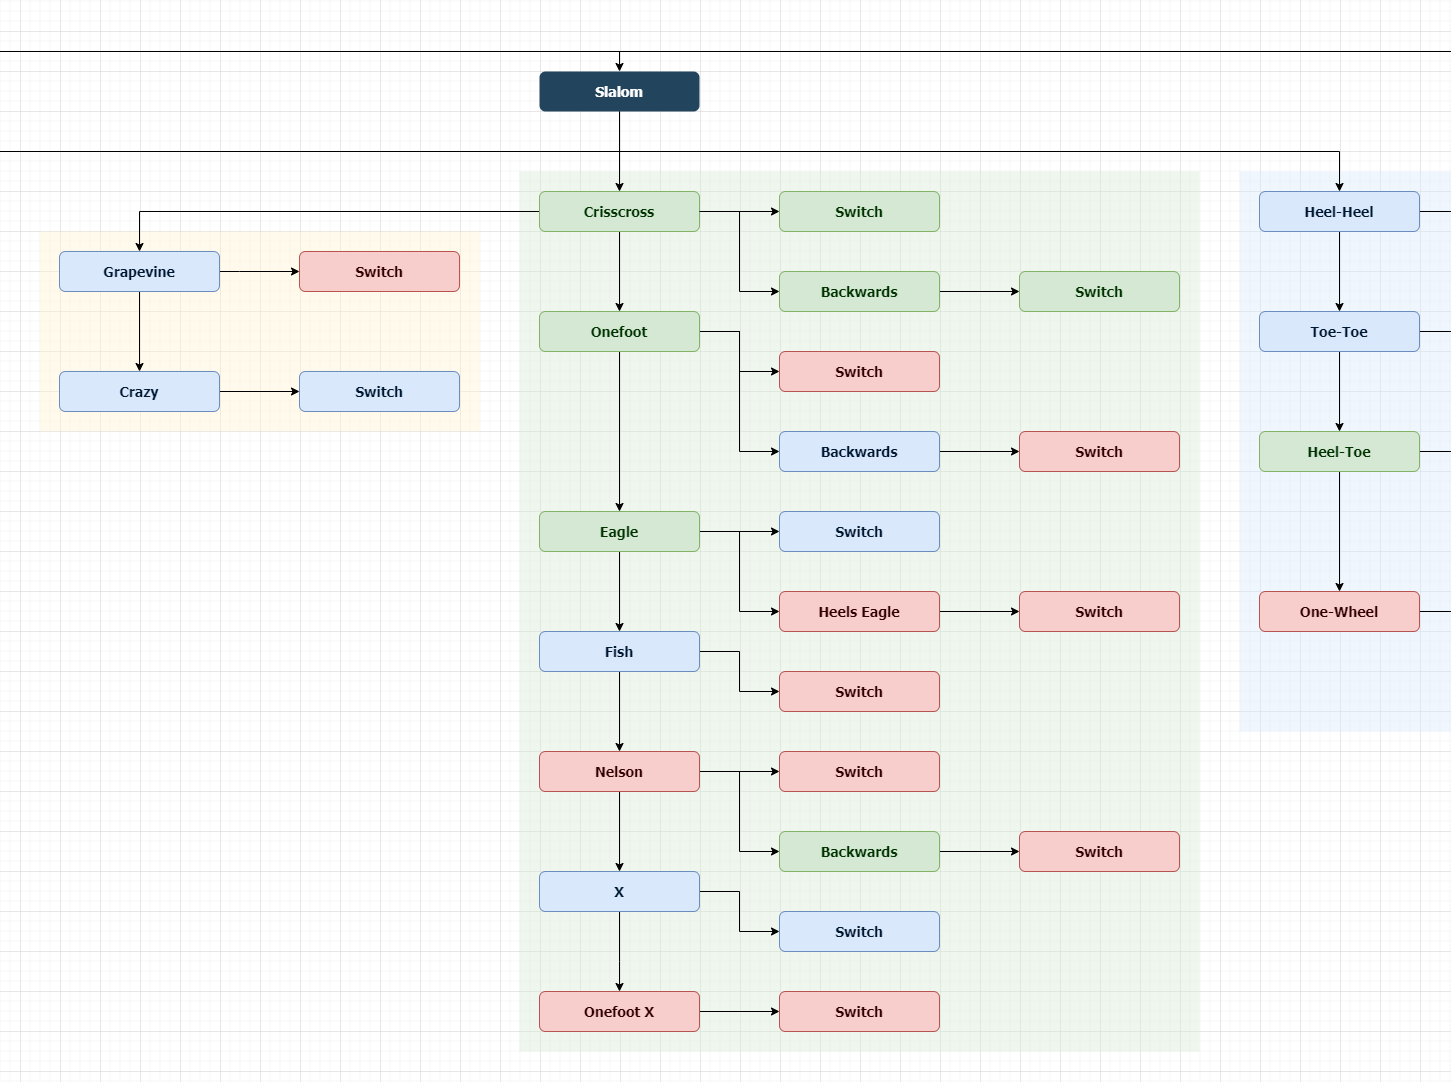 Slalom
Crisscross
Switch
Heel-Heel
Grapevine
Switch
Backwards
Switch
Onefoot
Toe-Toe
Switch
Crazy
Switch
Backwards
Switch
Heel-Toe
Eagle
Switch
Heels Eagle
Switch
One-Wheel
Fish
Switch
Nelson
Switch
Backwards
Switch
X
Switch
Onefoot X
Switch